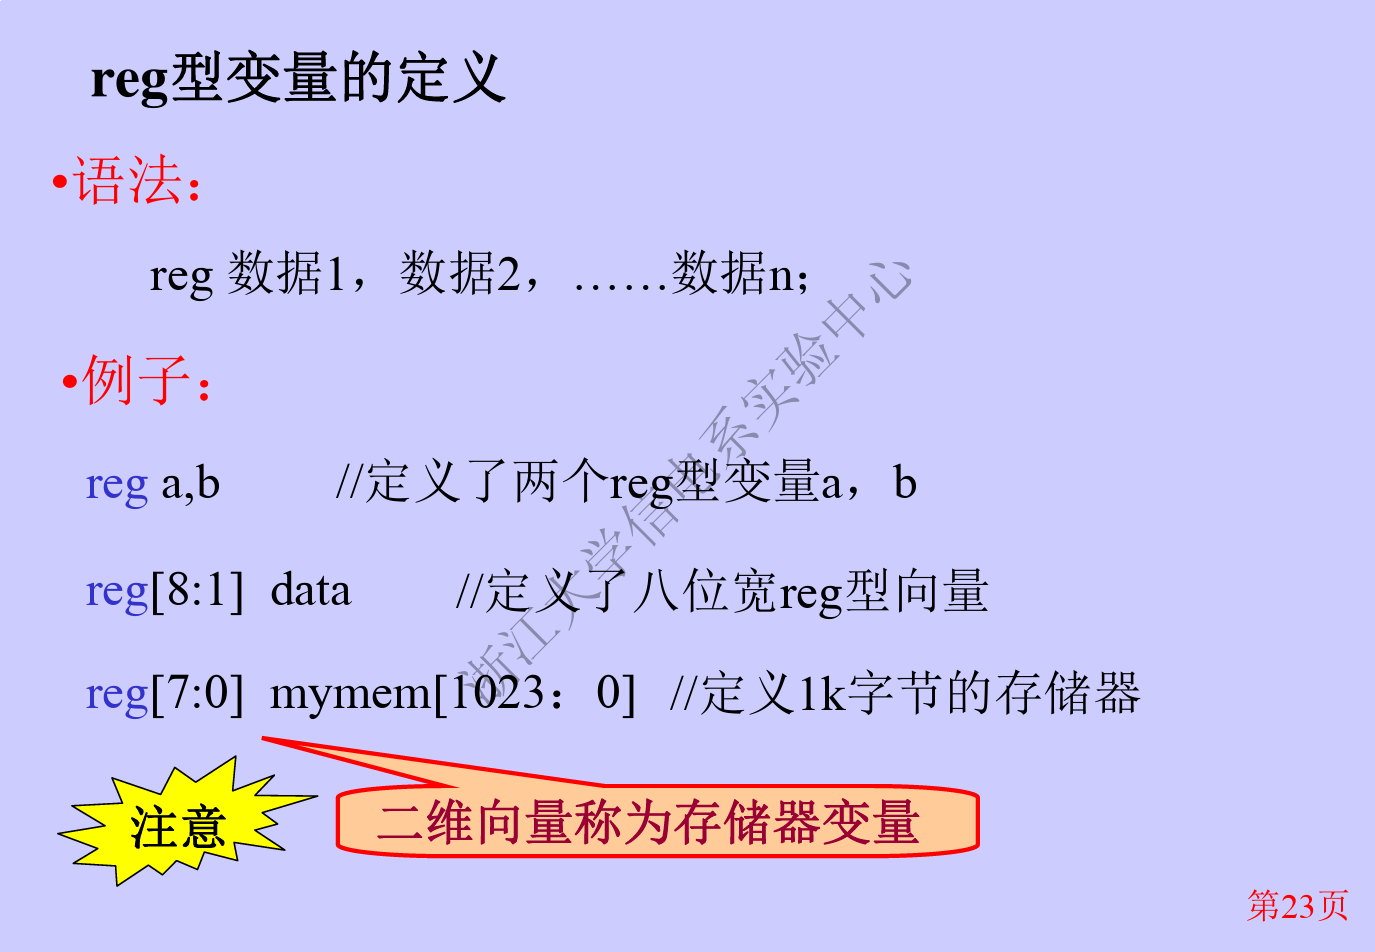 reg型变量的定义
•语法：
reg 数据1，数据2，……数据n；
•例子：
reg a,b //定义了两个reg型变量a，b
reg[8:1] data //定义了八位宽reg型向量
reg[7:0] mymem[1023：0] //定义1k字节的存储器
注意
二维向量称为存储器变量
浙江大学信电系实验中心
第23页